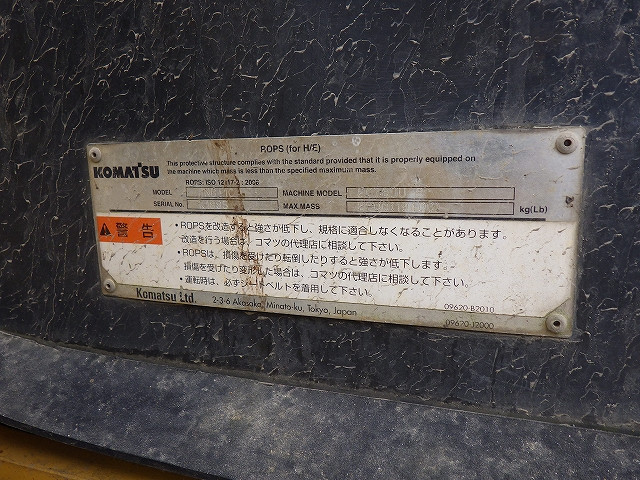 ROPS (for H/E)
KOMATSU
This protective structure complies with the standard provided that it is properly equipped on
the machine which mass is less than the specified maximum mass.
ROPS: ISO 12117-2 : 2008
MODEL
MACHINE MODEL
SERIAL No.
MAX.MASS
kg(Lb)
警告
・ROPSを改造すると強さが低下し、規格に適合しなくなることがあります。
改造を行う場合は、コマツの代理店に相談して下さい。
・ROPSは、損傷を受けたり転倒したりすると強さが低下します。
損傷を受けたり変形した場合は、コマツの代理店に相談して下さい。
・運転時は、必ずシートベルトを着用して下さい。
Komatsu Ltd.
2-3-6 Akasaka, Minato-ku, Tokyo, Japan
09620-B2010
09670-J2000